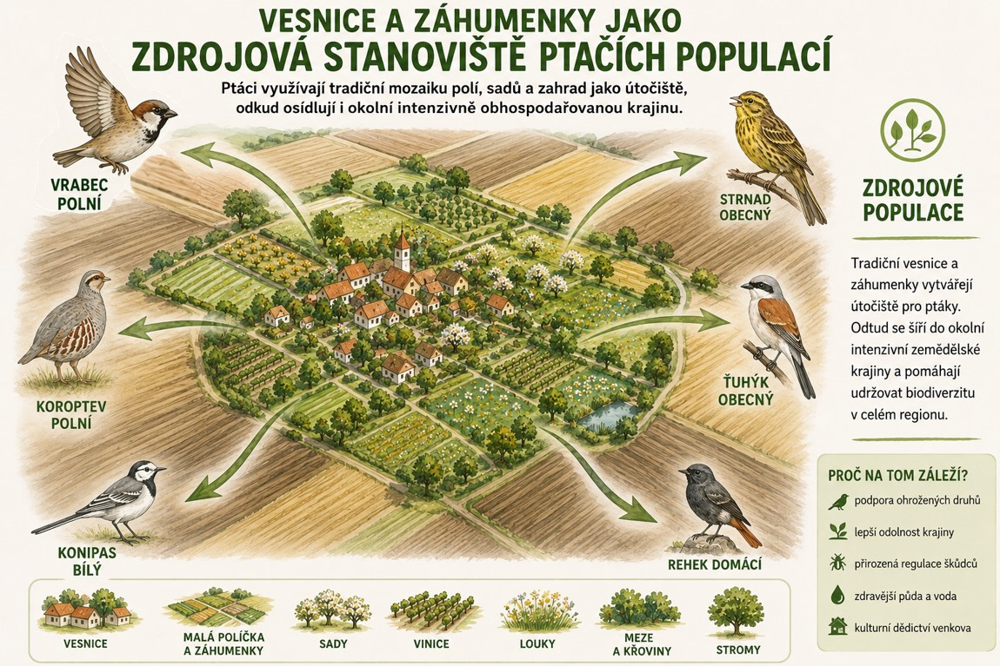 VESNICE A ZÁHUMENKY JAKO
ZDROJOVÁ STANOVIŠTĚ PTAČÍCH POPULACÍ
Ptáci využívají tradiční mozaiku polí, sadů a zahrad jako útočiště,
odkud osídlují i okolní intenzivně obhospodařovanou krajinu.
VRABEC
POLNÍ
STRNAD
OBECNÝ
KOROPTEV
POLNÍ
ŤUHÝK
OBECNÝ
KONIPAS
BÍLÝ
REHEK DOMÁCÍ
ZDROJOVÉ
POPULACE
Tradiční vesnice a
záhumenky vytvářejí
útočiště pro ptáky.
Odtud se šíří do okolní
intenzivní zemědělské
krajiny a pomáhají
udržovat biodiverzitu
v celém regionu.
PROČ NA TOM ZÁLEŽÍ?
podpora ohrožených druhů
lepší odolnost krajiny
přirozená regulace škůdců
zdravější půda a voda
kulturní dědictví venkova
VESNICE
MALÁ POLÍČKA
A ZÁHUMENKY
SADY
VINICE
LOUKY
MEZE
A KŘOVINY
STROMY